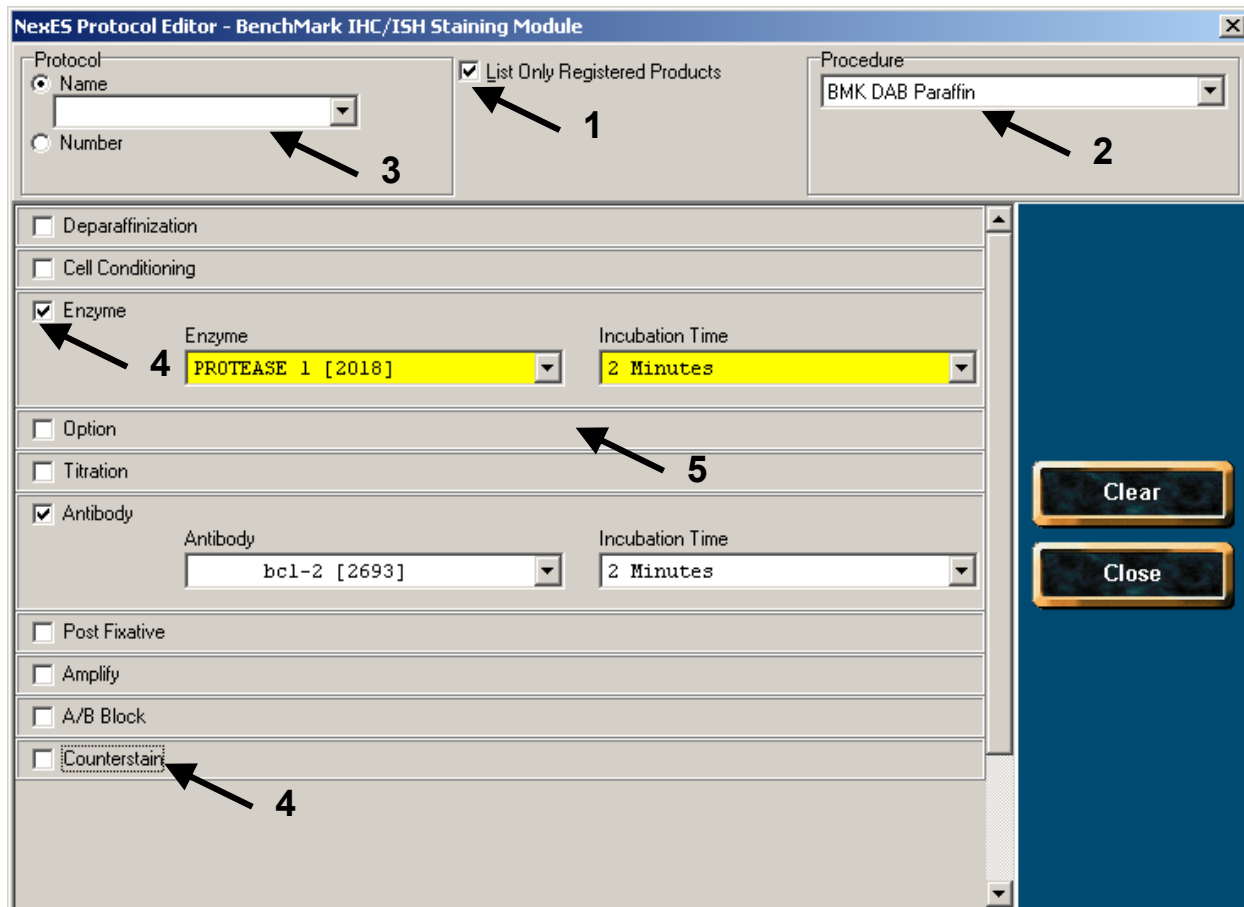 NexES Protocol Editor - BenchMark IHC/ISH Staining Module
Protocol
Name
Number
3
List Only Registered Products
1
Procedure
BMK DAB Paraffin
2
Deparaffinization
Cell Conditioning
Enzyme
4
Enzyme Incubation Time
PROTEASE 1 [2018] 2 Minutes
Option
5
Titration
Antibody
Antibody Incubation Time
bcl-2 [2693] 2 Minutes
Post Fixative
Amplify
A/B Block
Counterstain
4
Clear
Close